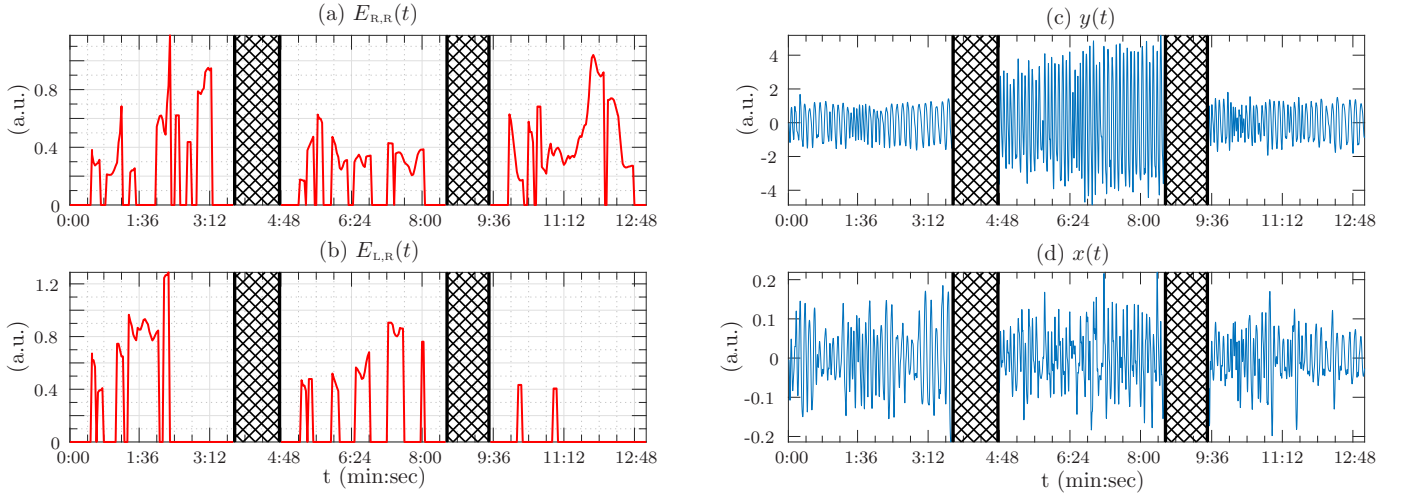 (a) E_{R,R}(t)
(a.u.)
0.8
0.4
0
0:00 1:36 3:12 4:48 6:24 8:00 9:36 11:12 12:48
(b) E_{L,R}(t)
(a.u.)
1.2
0.8
0.4
0
0:00 1:36 3:12 4:48 6:24 8:00 9:36 11:12 12:48
t (min:sec)
(c) y(t)
(a.u.)
4
2
0
-2
-4
0:00 1:36 3:12 4:48 6:24 8:00 9:36 11:12 12:48
(d) x(t)
(a.u.)
0.2
0.1
0
-0.1
-0.2
0:00 1:36 3:12 4:48 6:24 8:00 9:36 11:12 12:48
t (min:sec)